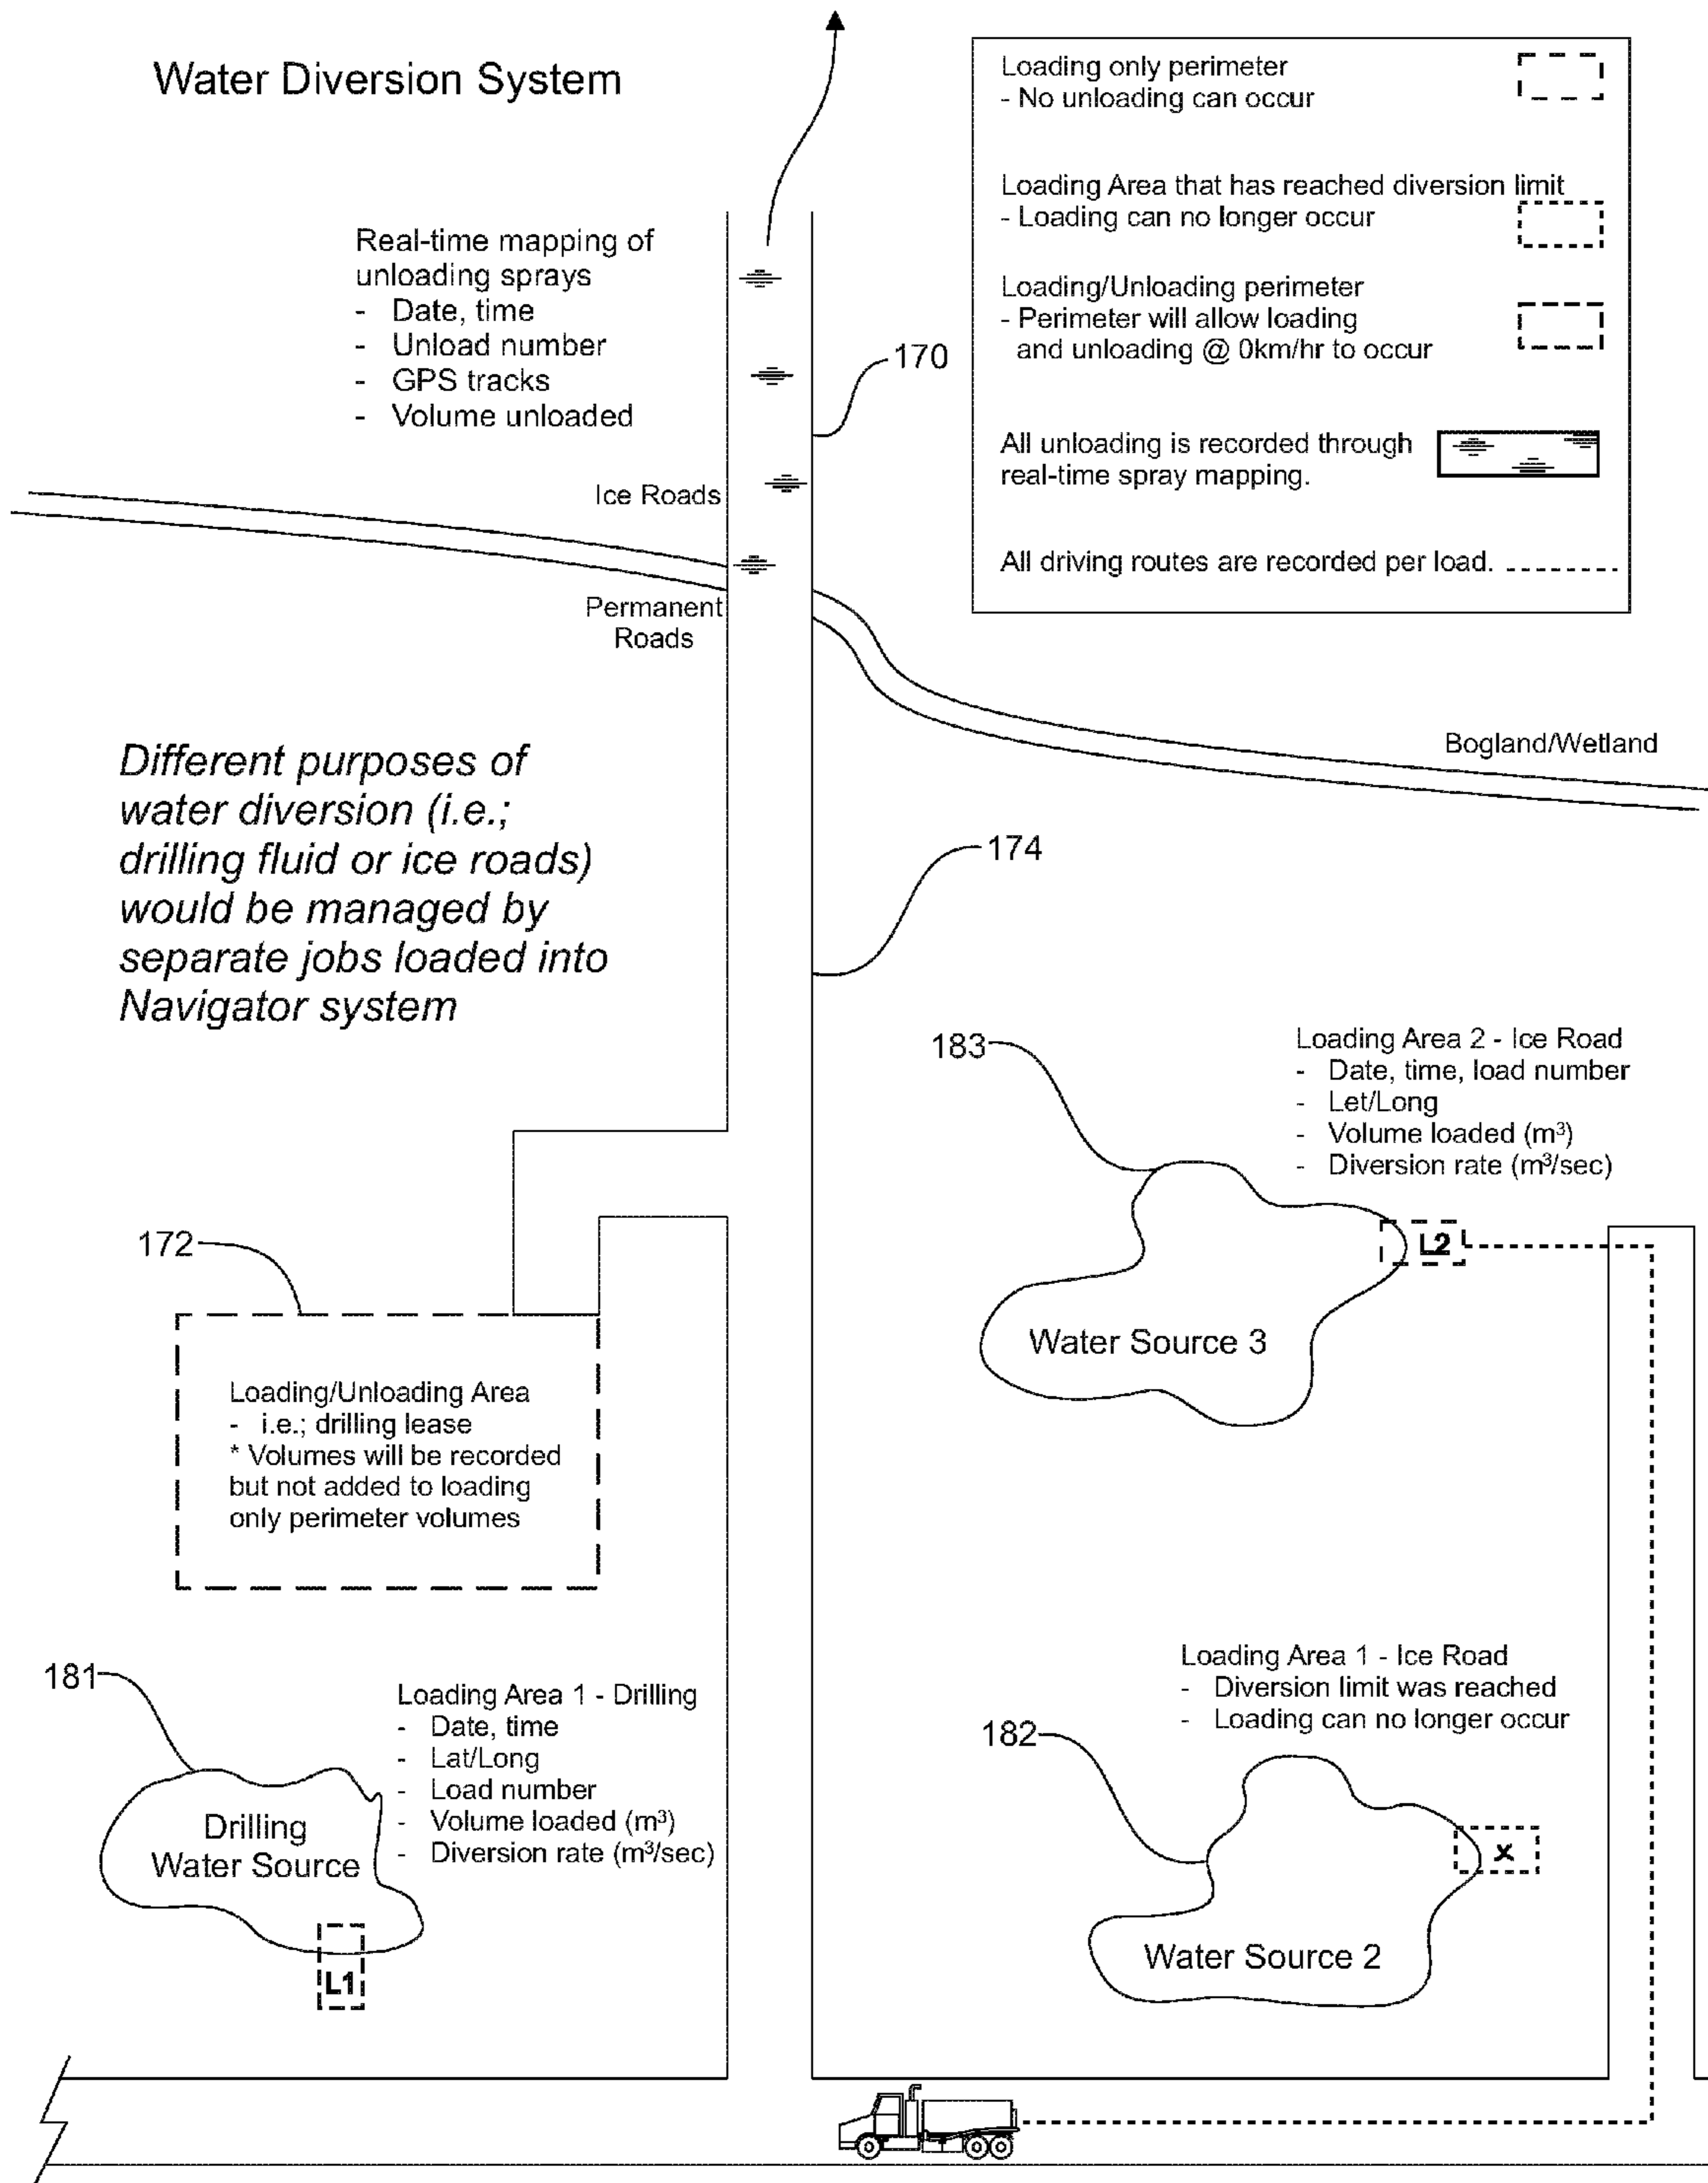 Water Diversion System
Loading only perimeter
- No unloading can occur
Loading Area that has reached diversion limit
- Loading can no longer occur
Loading/Unloading perimeter
- Perimeter will allow loading
and unloading @ 0km/hr to occur
All unloading is recorded through
real-time spray mapping.
All driving routes are recorded per load.
Real-time mapping of
unloading sprays
- Date, time
- Unload number
- GPS tracks
- Volume unloaded
170
Ice Roads
Permanent
Roads
Bogland/Wetland
Different purposes of
water diversion (i.e.;
drilling fluid or ice roads)
would be managed by
separate jobs loaded into
Navigator system
174
183
Loading Area 2 - Ice Road
- Date, time, load number
- Let/Long
- Volume loaded (m³)
- Diversion rate (m³/sec)
L2
Water Source 3
172
Loading/Unloading Area
- i.e.; drilling lease
* Volumes will be recorded
but not added to loading
only perimeter volumes
181
Loading Area 1 - Drilling
- Date, time
- Lat/Long
- Load number
- Volume loaded (m³)
- Diversion rate (m³/sec)
Drilling
Water Source
L1
Loading Area 1 - Ice Road
- Diversion limit was reached
- Loading can no longer occur
182
x
Water Source 2